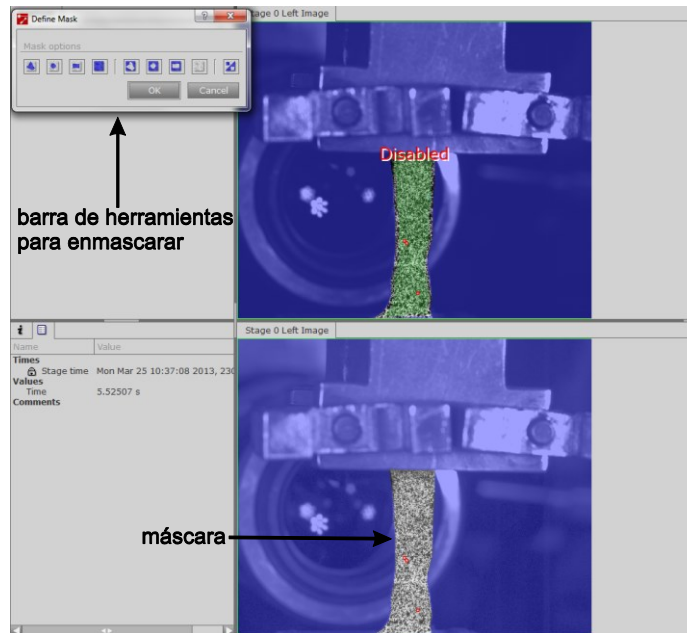 Define Mask
Mask options
OK
Cancel
Stage 0 Left Image
Disabled
barra de herramientas
para enmascarar
Name
Value
Times
Stage time
Mon Mar 25 10:37:08 2013, 230
Values
Time
5.52507 s
Comments
Stage 0 Left Image
máscara